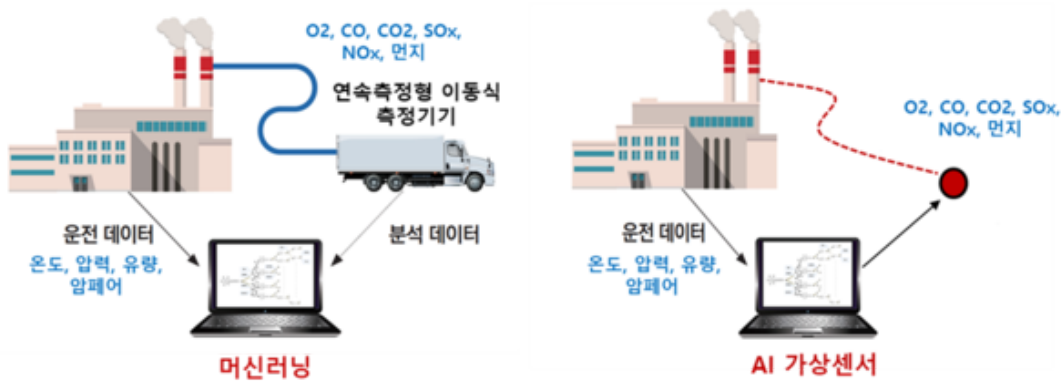 O2, CO, CO2, SOx,
NOx, 먼지
연속측정형 이동식
측정기기
운전 데이터
온도, 압력, 유량,
암페어
분석 데이터
머신러닝
O2, CO, CO2, SOx,
NOx, 먼지
운전 데이터
온도, 압력, 유량,
암페어
AI 가상센서